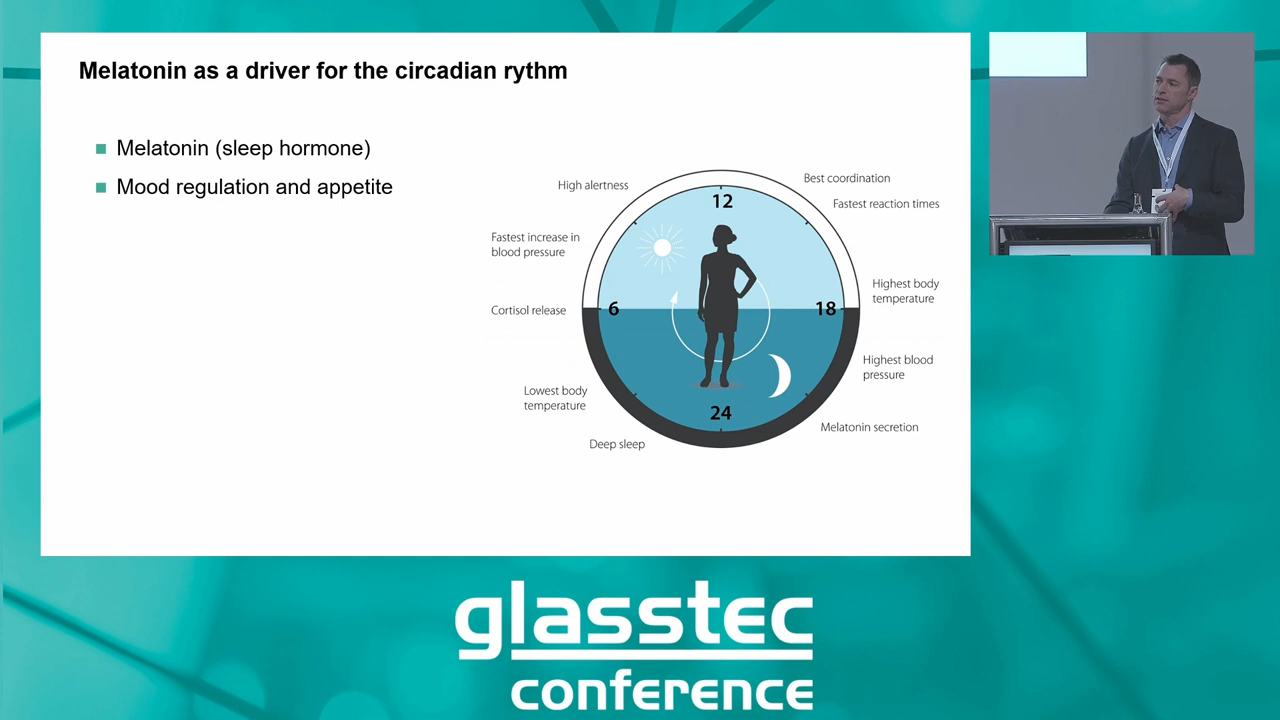 Melatonin as a driver for the circadian rythm
Melatonin (sleep hormone)
Mood regulation and appetite
High alertness
Best coordination
12
Fastest reaction times
Fastest increase in
blood pressure
Highest body
temperature
Cortisol release
6
18
Highest blood
pressure
Lowest body
temperature
24
Melatonin secretion
Deep sleep
glasstec
conference